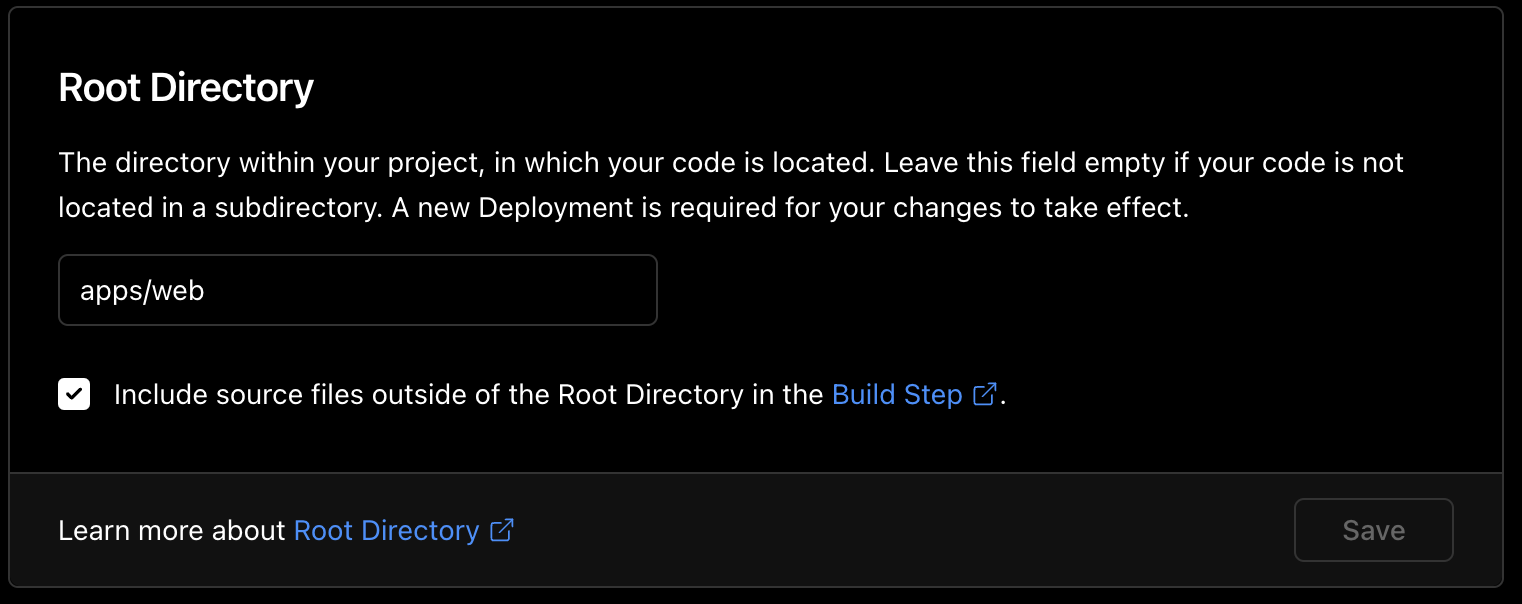 Root Directory
The directory within your project, in which your code is located. Leave this field empty if your code is not
located in a subdirectory. A new Deployment is required for your changes to take effect.
apps/web
Include source files outside of the Root Directory in the Build Step.
Learn more about Root Directory
Save